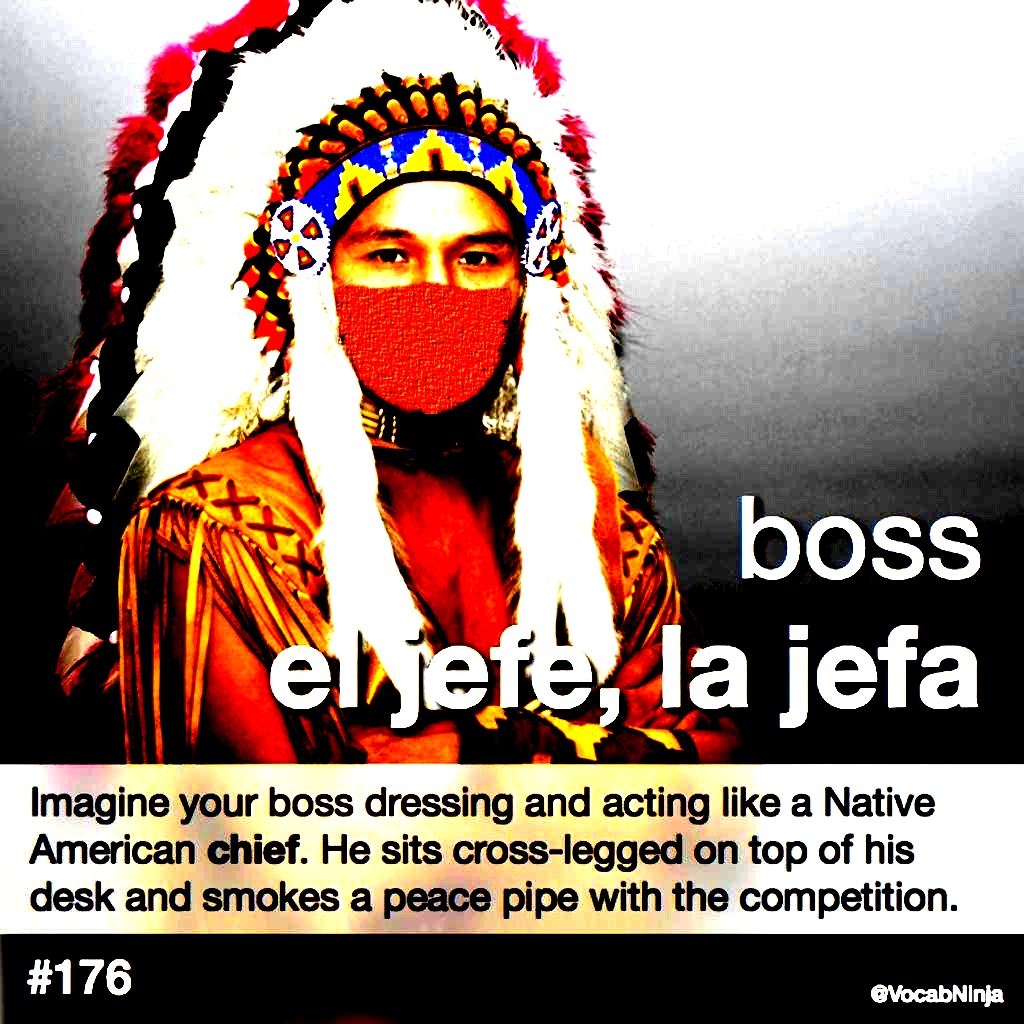 boss
el jefe, la jefa
Imagine your boss dressing and acting like a Native
American chief. He sits cross-legged on top of his
desk and smokes a peace pipe with the competition.
#176
@VocabNinja